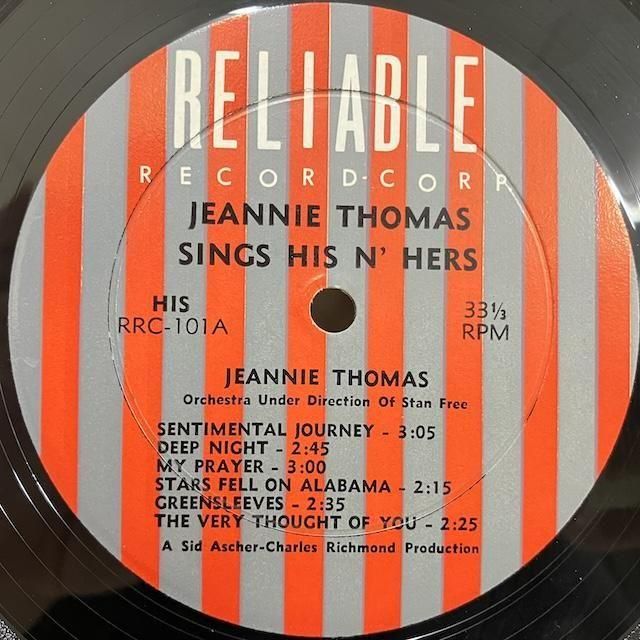 RELIABLE
RECORD-CORP
JEANNIE THOMAS
SINGS HIS N' HERS
HIS
RRC-101A
33⅓
RPM
JEANNIE THOMAS
Orchestra Under Direction Of Stan Free
SENTIMENTAL JOURNEY - 3:05
DEEP NIGHT - 2:45
MY PRAYER - 3:00
STARS FELL ON ALABAMA - 2:15
GREENSLEEVES - 2:35
THE VERY THOUGHT OF YOU - 2:25
A Sid Ascher-Charles Richmond Production